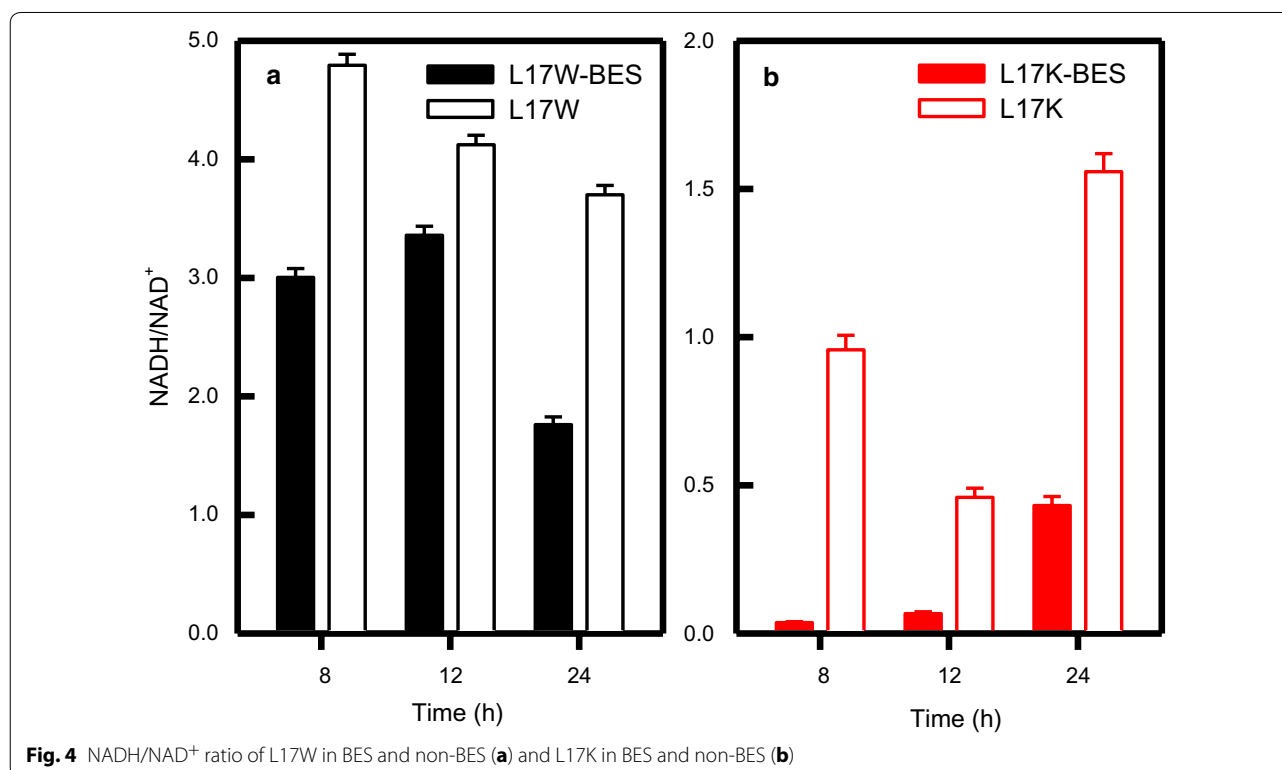 a
L17W-BES
L17W
5.0
4.0
3.0
2.0
1.0
0.0
NADH/NAD⁺
8 12 24
Time (h)
b
L17K-BES
L17K
2.0
1.5
1.0
0.5
0.0
8 12 24
Time (h)
Fig. 4 NADH/NAD⁺ ratio of L17W in BES and non-BES (a) and L17K in BES and non-BES (b)